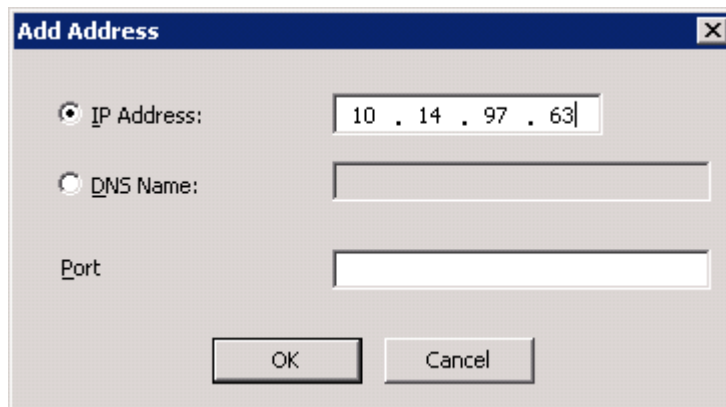 Add Address
IP Address: 10 . 14 . 97 . 63
DNS Name:
Port
OK Cancel